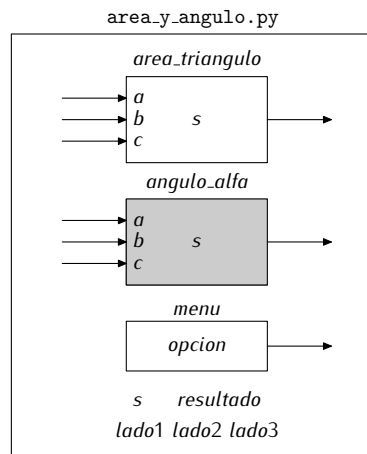 area_y_angulo.py
area_triangulo
a
b s
c
angulo_alfa
a
b s
c
menu
opcion
s resultado
lado1 lado2 lado3